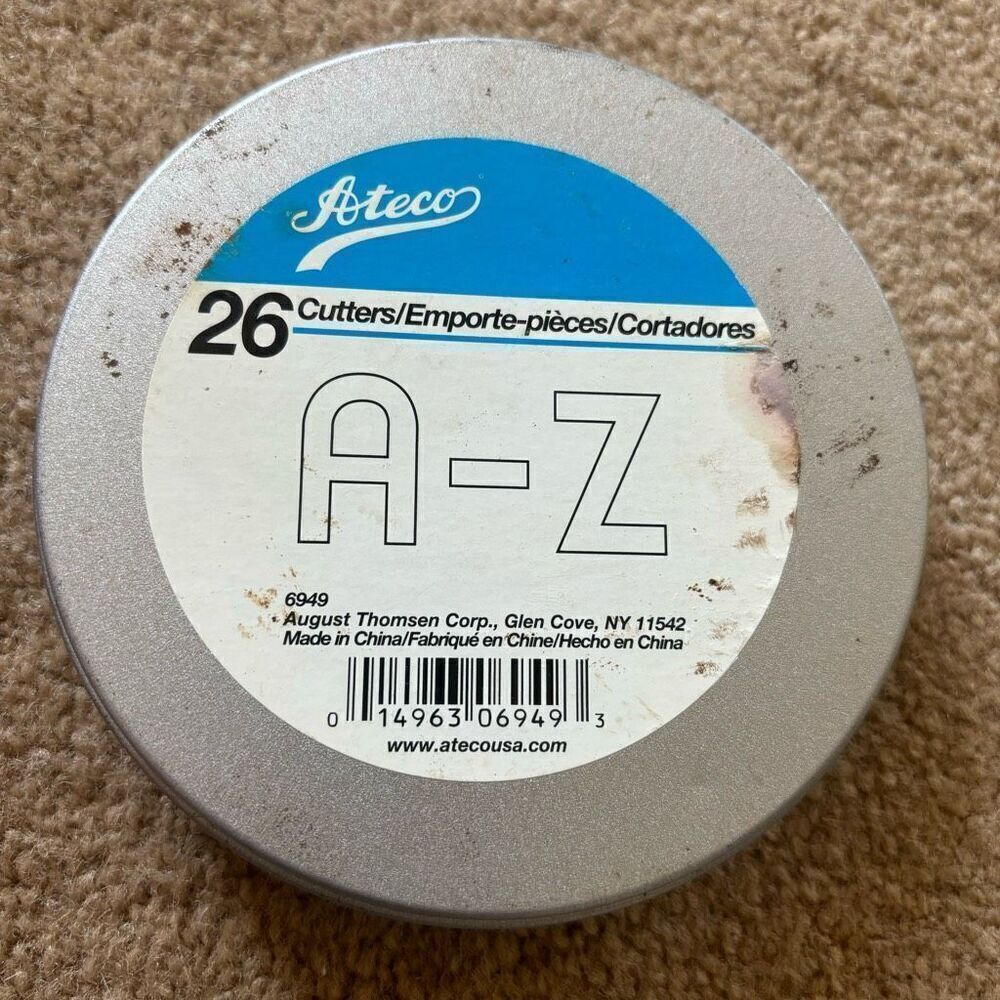 Ateco
26 Cutters/Emporte-pièces/Cortadores
A-Z
6949
August Thomsen Corp., Glen Cove, NY 11542
Made in China/Fabriqué en Chine/Hecho en China
0 14963 06949 3
www.atecousa.com